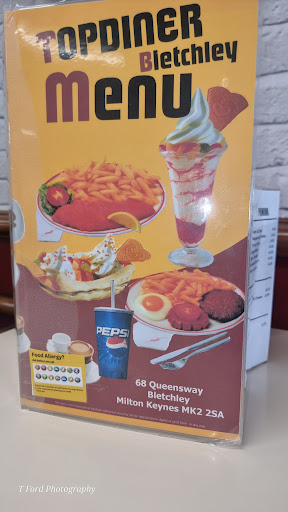 TOPDINER
Bletchley
Menu
PEPSI
Food Allergy?
68 Queensway
Bletchley
Milton Keynes MK2 2SA
T Ford Photography